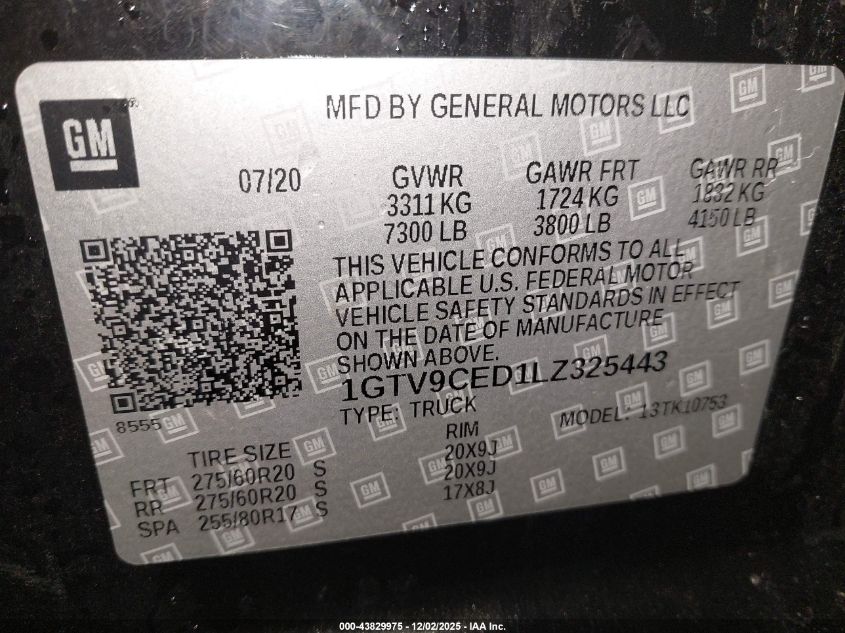 GM
MFD BY GENERAL MOTORS LLC
07/20
GVWR
3311 KG
7300 LB
GAWR FRT
1724 KG
3800 LB
GAWR RR
1882 KG
4150 LB
THIS VEHICLE CONFORMS TO ALL
APPLICABLE U.S. FEDERAL MOTOR
VEHICLE SAFETY STANDARDS IN EFFECT
ON THE DATE OF MANUFACTURE
SHOWN ABOVE.
1GTV9CED1LZ325443
TYPE: TRUCK
MODEL: 13TK10753
8555
TIRE SIZE
RIM
FRT 275/60R20 S 20X9J
RR 275/60R20 S 20X9J
SPA 255/80R17 S 17X8J
000-43829975 - 12/02/2025 - IAA Inc.